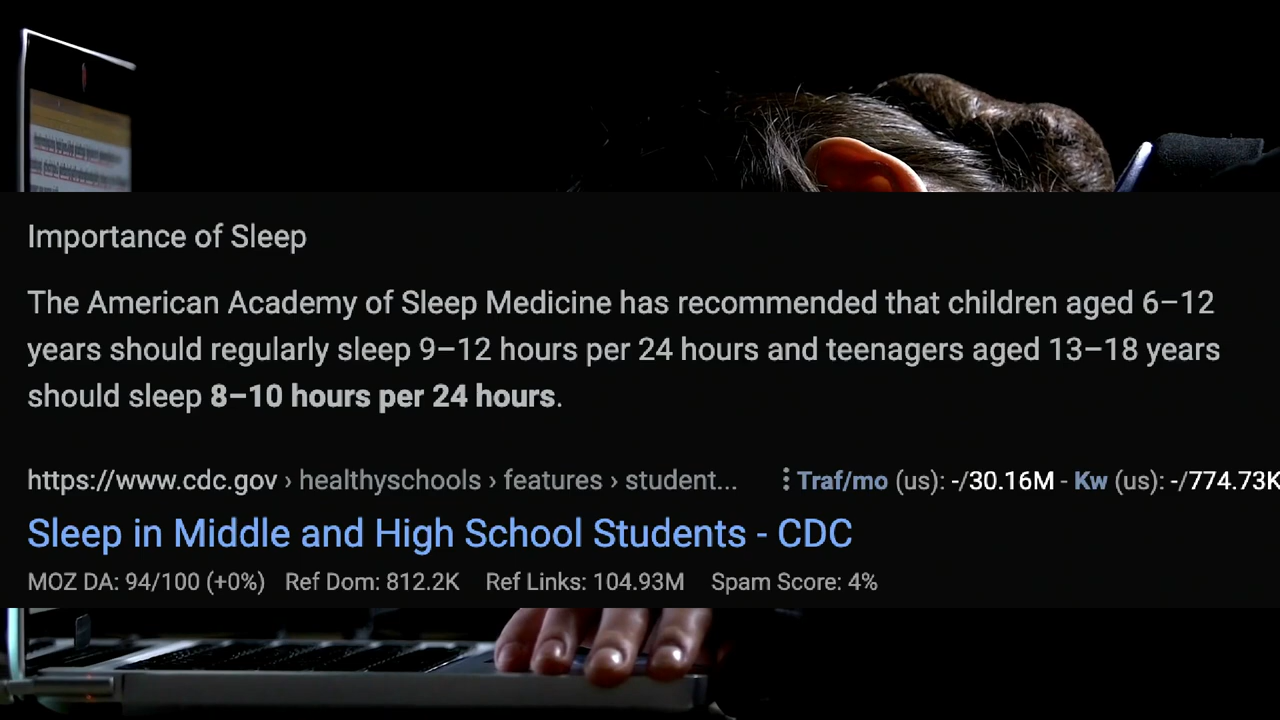 Importance of Sleep
The American Academy of Sleep Medicine has recommended that children aged 6–12
years should regularly sleep 9–12 hours per 24 hours and teenagers aged 13–18 years
should sleep 8–10 hours per 24 hours.
https://www.cdc.gov › healthyschools › features › student... Traf/mo (us): -/30.16M - Kw (us): -/774.73K
Sleep in Middle and High School Students - CDC
MOZ DA: 94/100 (+0%) Ref Dom: 812.2K Ref Links: 104.93M Spam Score: 4%